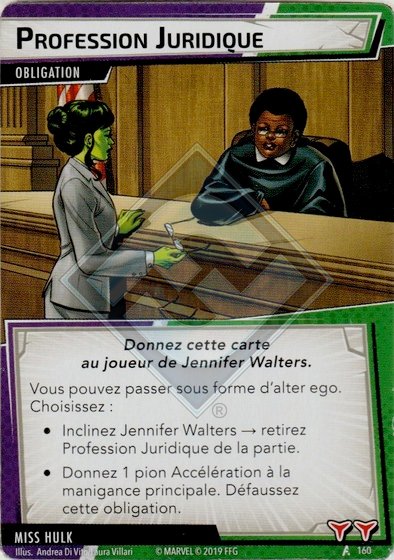 PROFESSION JURIDIQUE
OBLIGATION
Donnez cette carte
au joueur de Jennifer Walters.
Vous pouvez passer sous forme d'alter ego.
Choisissez :
• Inclinez Jennifer Walters → retirez
Profession Juridique de la partie.
• Donnez 1 pion Accélération à la
manigance principale. Défaussez
cette obligation.
®
MISS HULK
Illus. Andrea Di Vito/Laura Villari © MARVEL © 2019 FFG 160